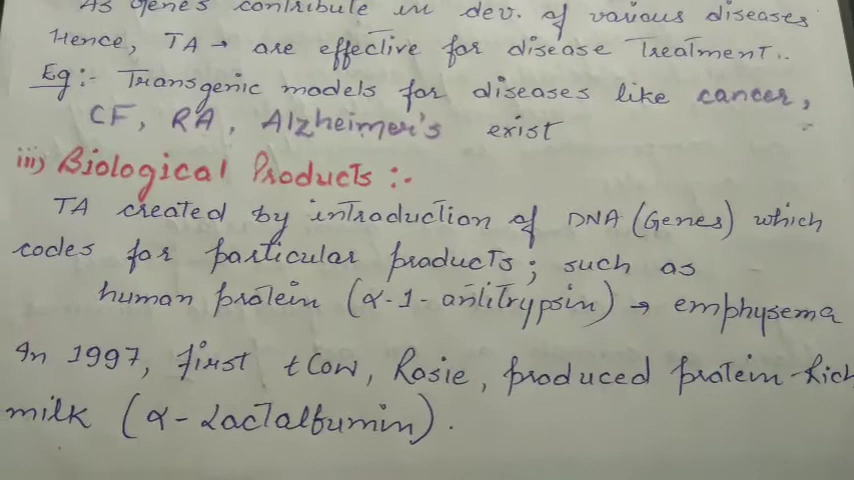 As genes contribute in dev. of various diseases
Hence, TA → are effective for disease Treatment..
Eg:- Transgenic models for diseases like cancer,
CF, RA, Alzheimer's exist
iii) Biological Products :-
TA created by introduction of DNA (Genes) which
codes for particular products; such as
human protein (α-1-antitrypsin) → emphysema
In 1997, first tCow, Rosie, produced protein-Rich
milk (α-Lactalbumin).